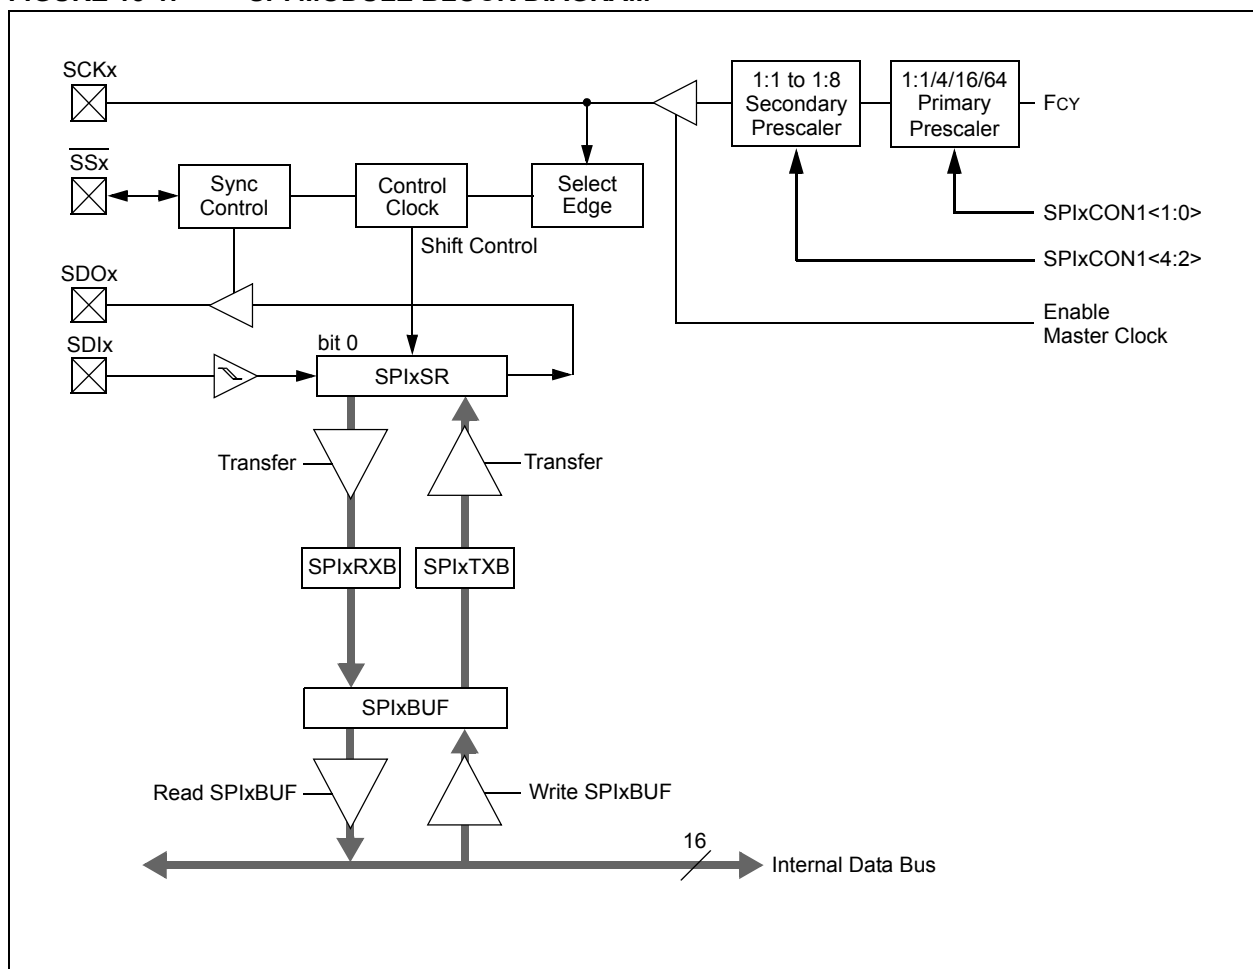 SCKx
1:1 to 1:8
Secondary
Prescaler
1:1/4/16/64
Primary
Prescaler
FCY
SSx
Sync
Control
Control
Clock
Select
Edge
SPIxCON1<1:0>
Shift Control
SPIxCON1<4:2>
SDOx
Enable
Master Clock
SDIx
bit 0
SPIxSR
Transfer
Transfer
SPIxRXB
SPIxTXB
SPIxBUF
Read SPIxBUF
Write SPIxBUF
16
Internal Data Bus